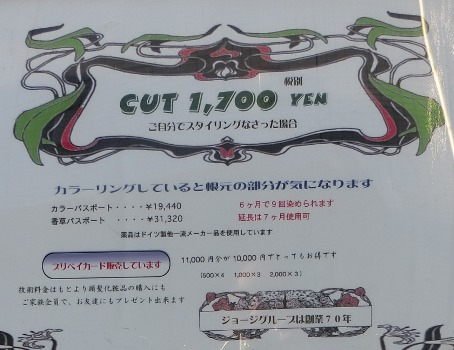 税別
CUT 1,700 YEN
ご自分でスタイリングなさった場合
カラーリングしていると根元の部分が気になります
カラーパスポート ・・・・ ¥19,440
6ヶ月で9回染められます
香草パスポート ・・・・ ¥31,320
延長は7ヶ月使用可
薬品はドイツ製他一流メーカー品を使用しています
プリペイカード販売しています
11,000円分が10,000円でとってもお得です
(500×4 1,000×3 2,000×3)
技術料金はもとより頭髪化粧品の購入にも
ご家族全員で、お友達にもプレゼント出来ます
ジョージグループは創業70年